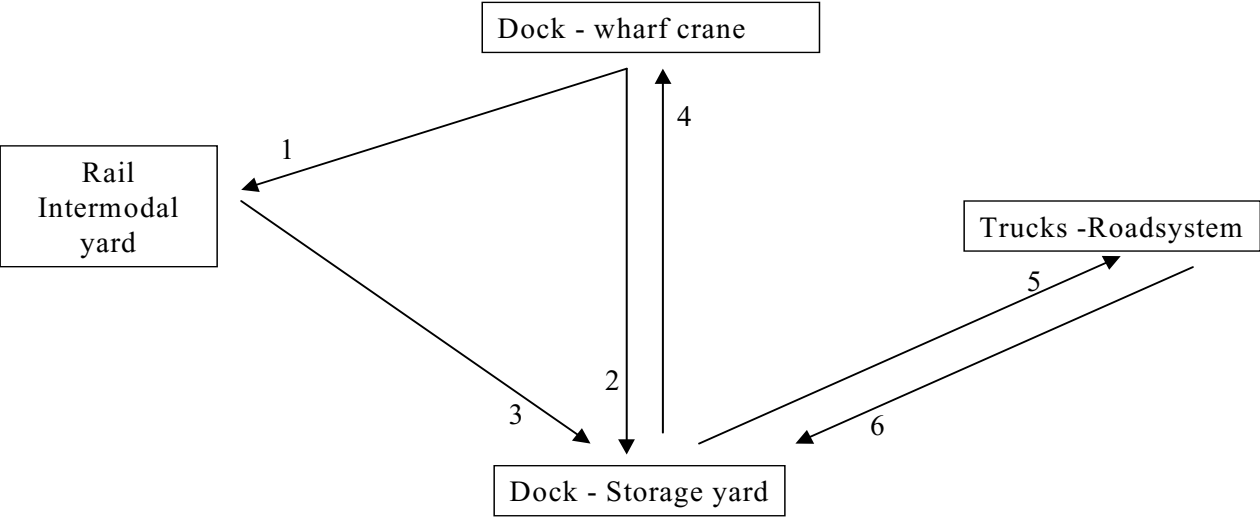 Dock - wharf crane
4
1
Rail
Intermodal
yard
Trucks -Roadsystem
5
2
3
6
Dock - Storage yard